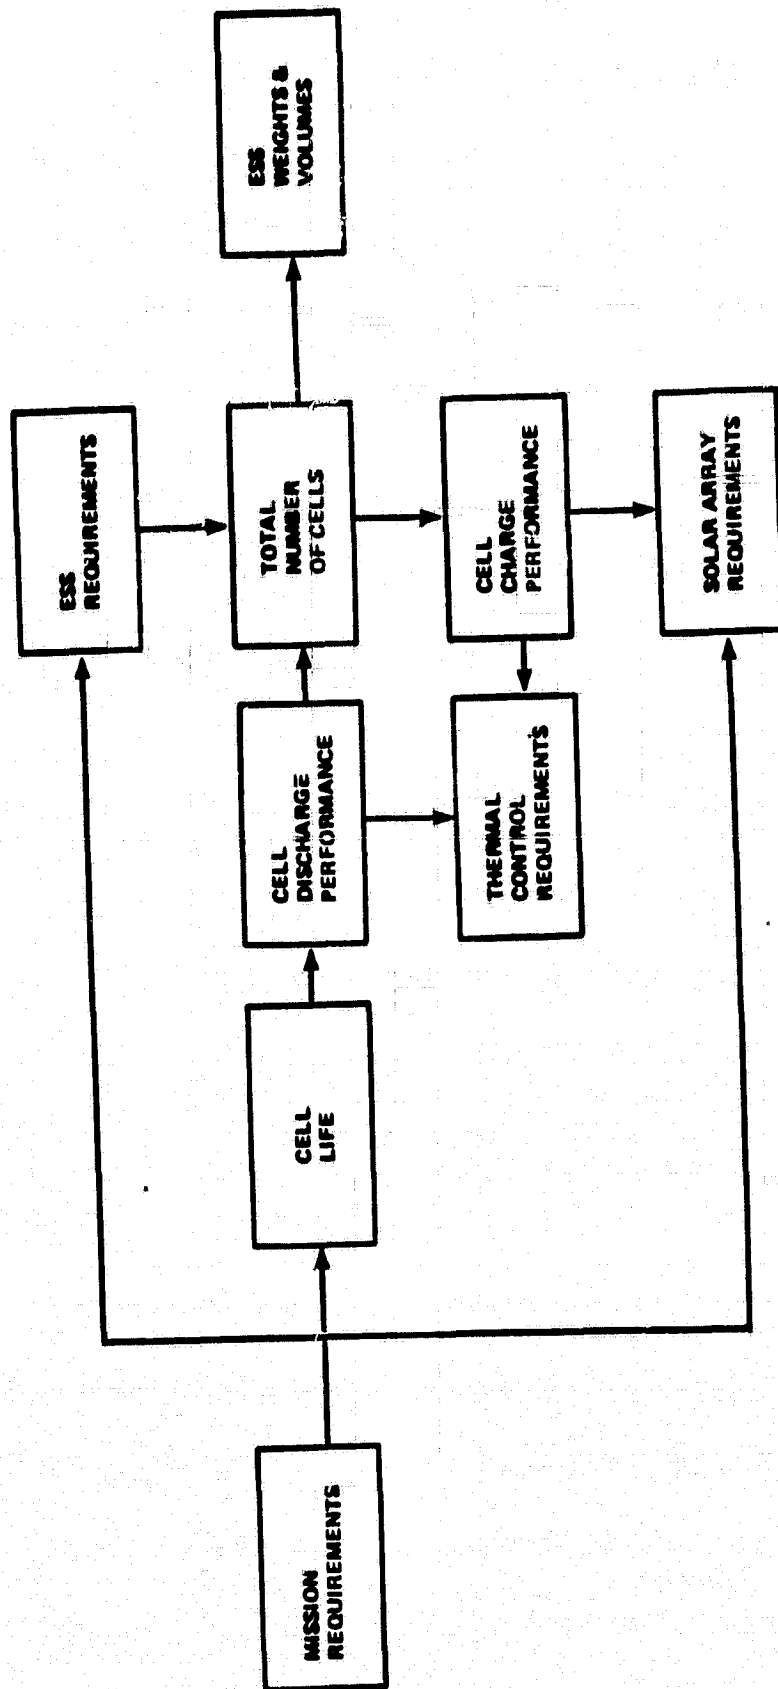 MISSION
REQUIREMENTS
CELL
LIFE
CELL
DISCHARGE
PERFORMANCE
THERMAL
CONTROL
REQUIREMENTS
ESS
REQUIREMENTS
TOTAL
NUMBER
OF CELLS
CELL
CHARGE
PERFORMANCE
SOLAR ARRAY
REQUIREMENTS
ESS
WEIGHTS &
VOLUMES